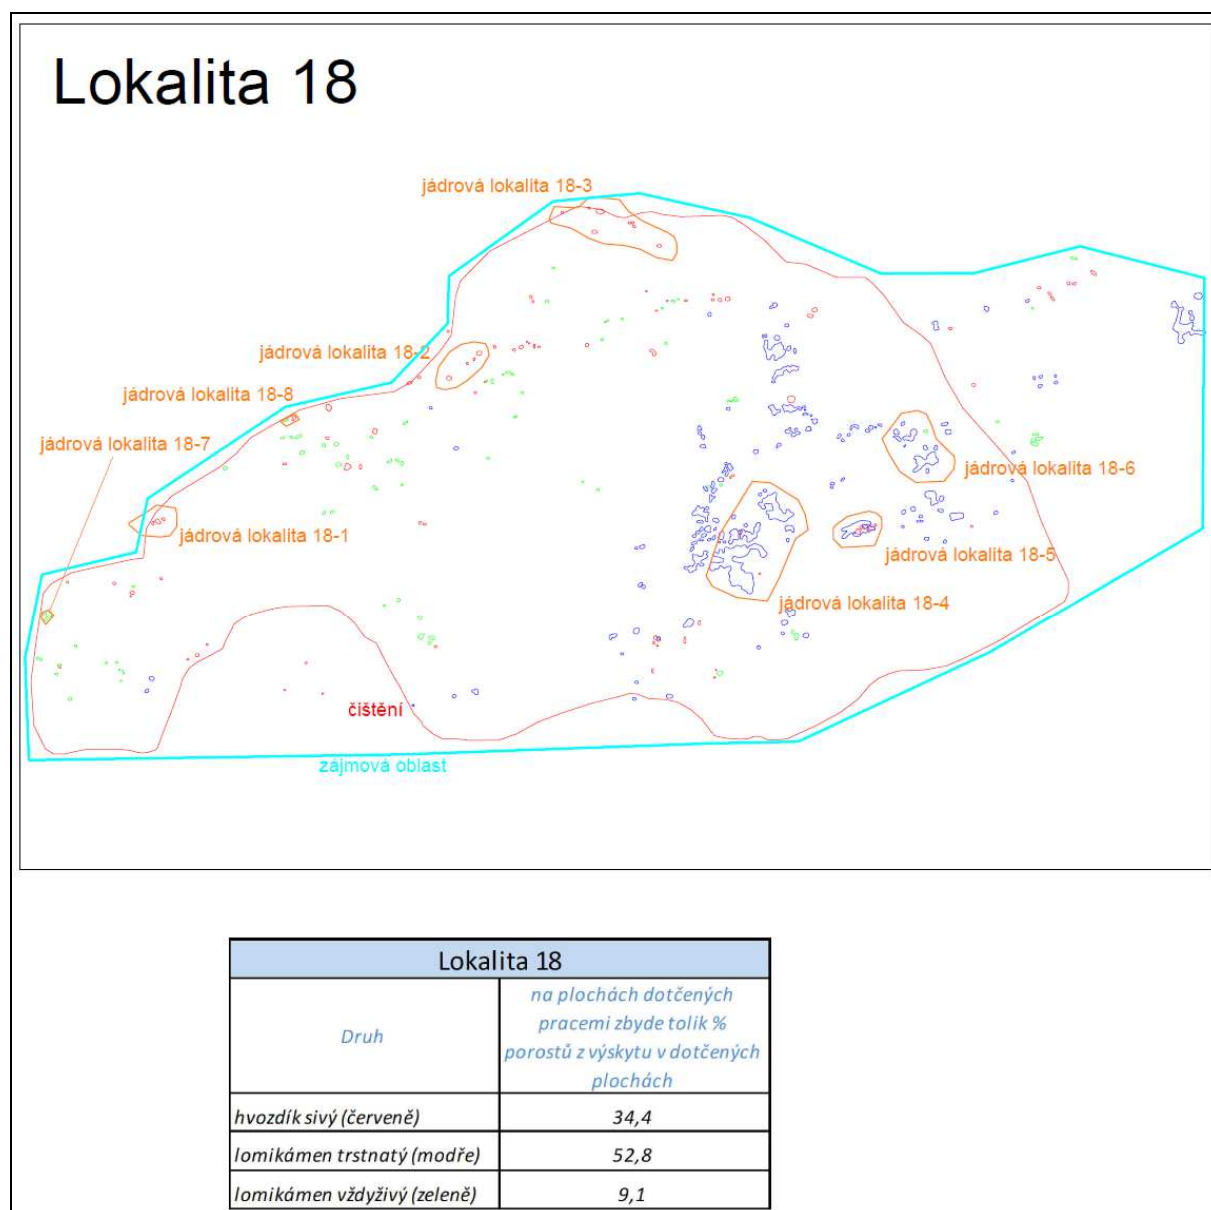 Lokalita 18
jádrová lokalita 18-3
jádrová lokalita 18-2
jádrová lokalita 18-8
jádrová lokalita 18-7
jádrová lokalita 18-6
jádrová lokalita 18-1
jádrová lokalita 18-5
jádrová lokalita 18-4
čištění
zájmová oblast
Lokalita 18
Druh
na plochách dotčených
pracemi zbyde tolik %
porostů z výskytu v dotčených
plochách
hvozdík sivý (červeně) 34,4
lomikámen trstnatý (modře) 52,8
lomikámen vždyživý (zeleně) 9,1